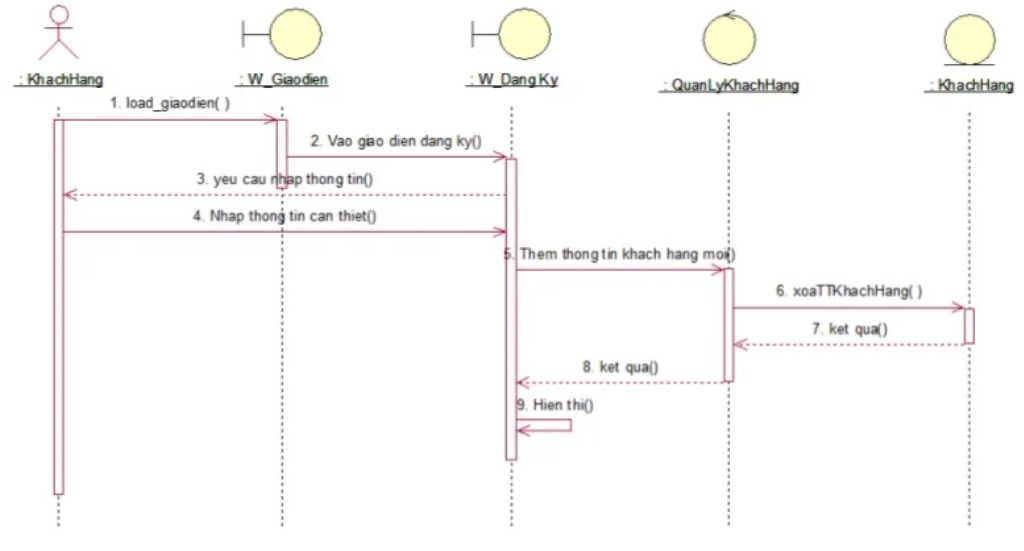 : KhachHang
: W_Giaodien
: W_Dang Ky
: QuanLyKhachHang
: KhachHang
1. load_giaodien( )
2. Vao giao dien dang ky()
3. yeu cau nhap thong tin()
4. Nhap thong tin can thiet()
5. Them thong tin khach hang moi()
6. xoaTTKhachHang( )
7. ket qua()
8. ket qua()
9. Hien thi()